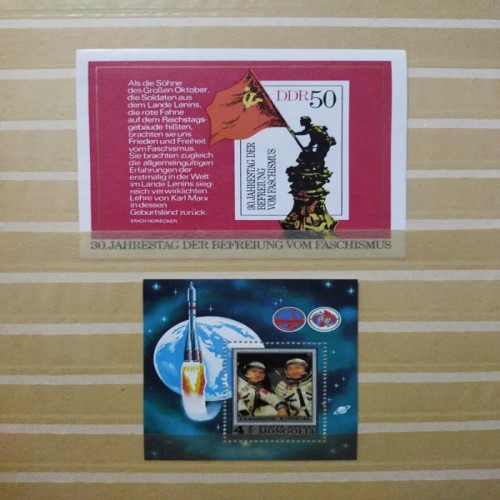 Als die Söhne
des Großen Oktober,
die Soldaten aus
dem Lande Lenins,
die rote Fahne
auf dem Reichstags-
gebäude hißten,
brachten sie uns
Frieden und Freiheit
vom Faschismus.
Sie brachten zugleich
die allgemeingültigen
Erfahrungen der
erstmalig in der Welt
im Lande Lenins sieg-
reich verwirklichten
Lehre von Karl Marx
in dessen
Geburtsland zurück.
ERICH HONECKER
DDR 50
30. JAHRESTAG DER
BEFREIUNG
VOM FASCHISMUS
30. JAHRESTAG DER BEFREIUNG VOM FASCHISMUS
4
MONGOLIA